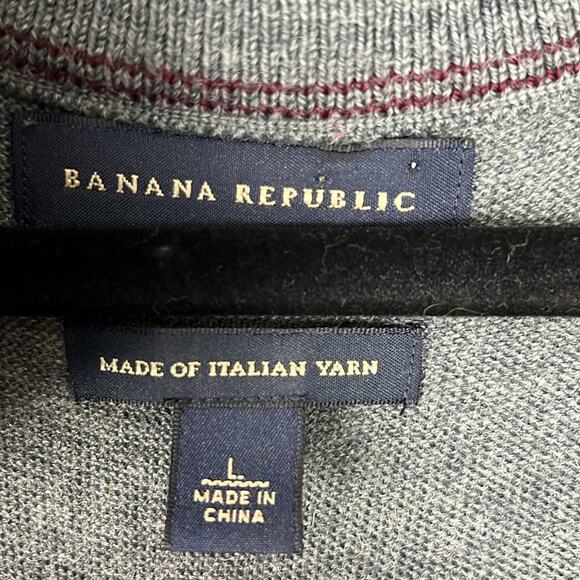 BANANA REPUBLIC
MADE OF ITALIAN YARN
L
MADE IN
CHINA